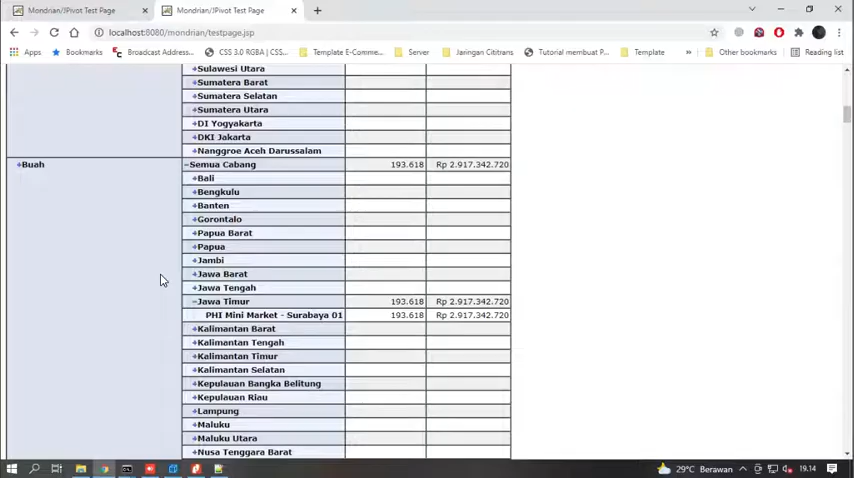 Mondrian/JPivot Test Page
Mondrian/JPivot Test Page
localhost:8080/mondrian/testpage.jsp
Apps
Bookmarks
Broadcast Address...
CSS 3.0 RGBA | CSS...
Template E-Comme...
Server
Jaringan Cititrans
Tutorial membuat P...
Template
»
Other bookmarks
Reading list
+Sulawesi Utara
+Sumatera Barat
+Sumatera Selatan
+Sumatera Utara
+DI Yogyakarta
+DKI Jakarta
+Nanggroe Aceh Darussalam
+Buah −Semua Cabang 193.618 Rp 2.917.342.720
+Bali
+Bengkulu
+Banten
+Gorontalo
+Papua Barat
+Papua
+Jambi
+Jawa Barat
+Jawa Tengah
−Jawa Timur 193.618 Rp 2.917.342.720
PHI Mini Market - Surabaya 01 193.618 Rp 2.917.342.720
+Kalimantan Barat
+Kalimantan Tengah
+Kalimantan Timur
+Kalimantan Selatan
+Kepulauan Bangka Belitung
+Kepulauan Riau
+Lampung
+Maluku
+Maluku Utara
+Nusa Tenggara Barat
29°C Berawan 19.14